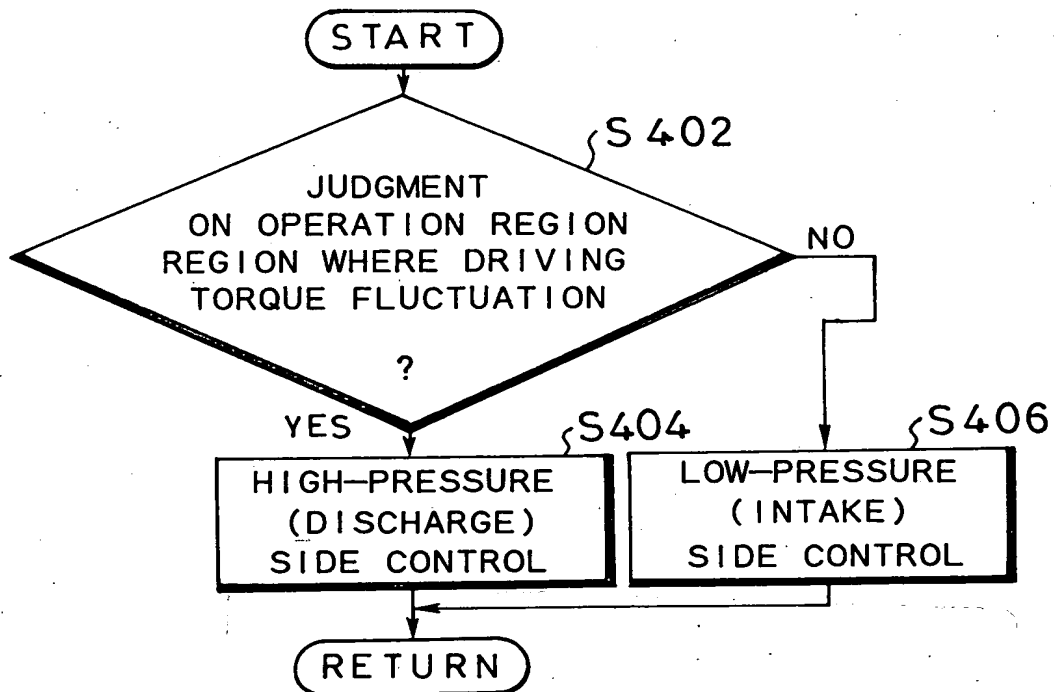 START
S402
JUDGMENT
ON OPERATION REGION
REGION WHERE DRIVING
TORQUE FLUCTUATION
?
NO
YES
S404
S406
HIGH-PRESSURE
(DISCHARGE)
SIDE CONTROL
LOW-PRESSURE
(INTAKE)
SIDE CONTROL
RETURN